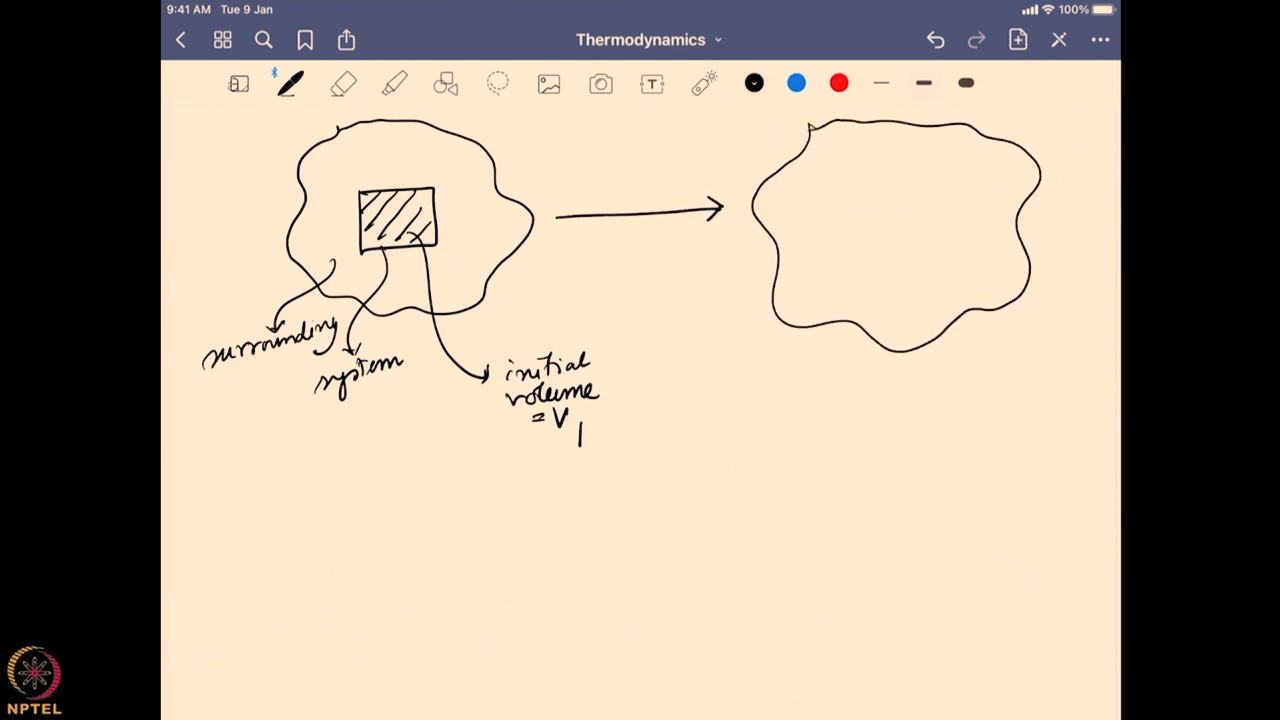 9:41 AM Tue 9 Jan
100%
Thermodynamics
T
surrounding
system
initial
volume
= V₁
NPTEL